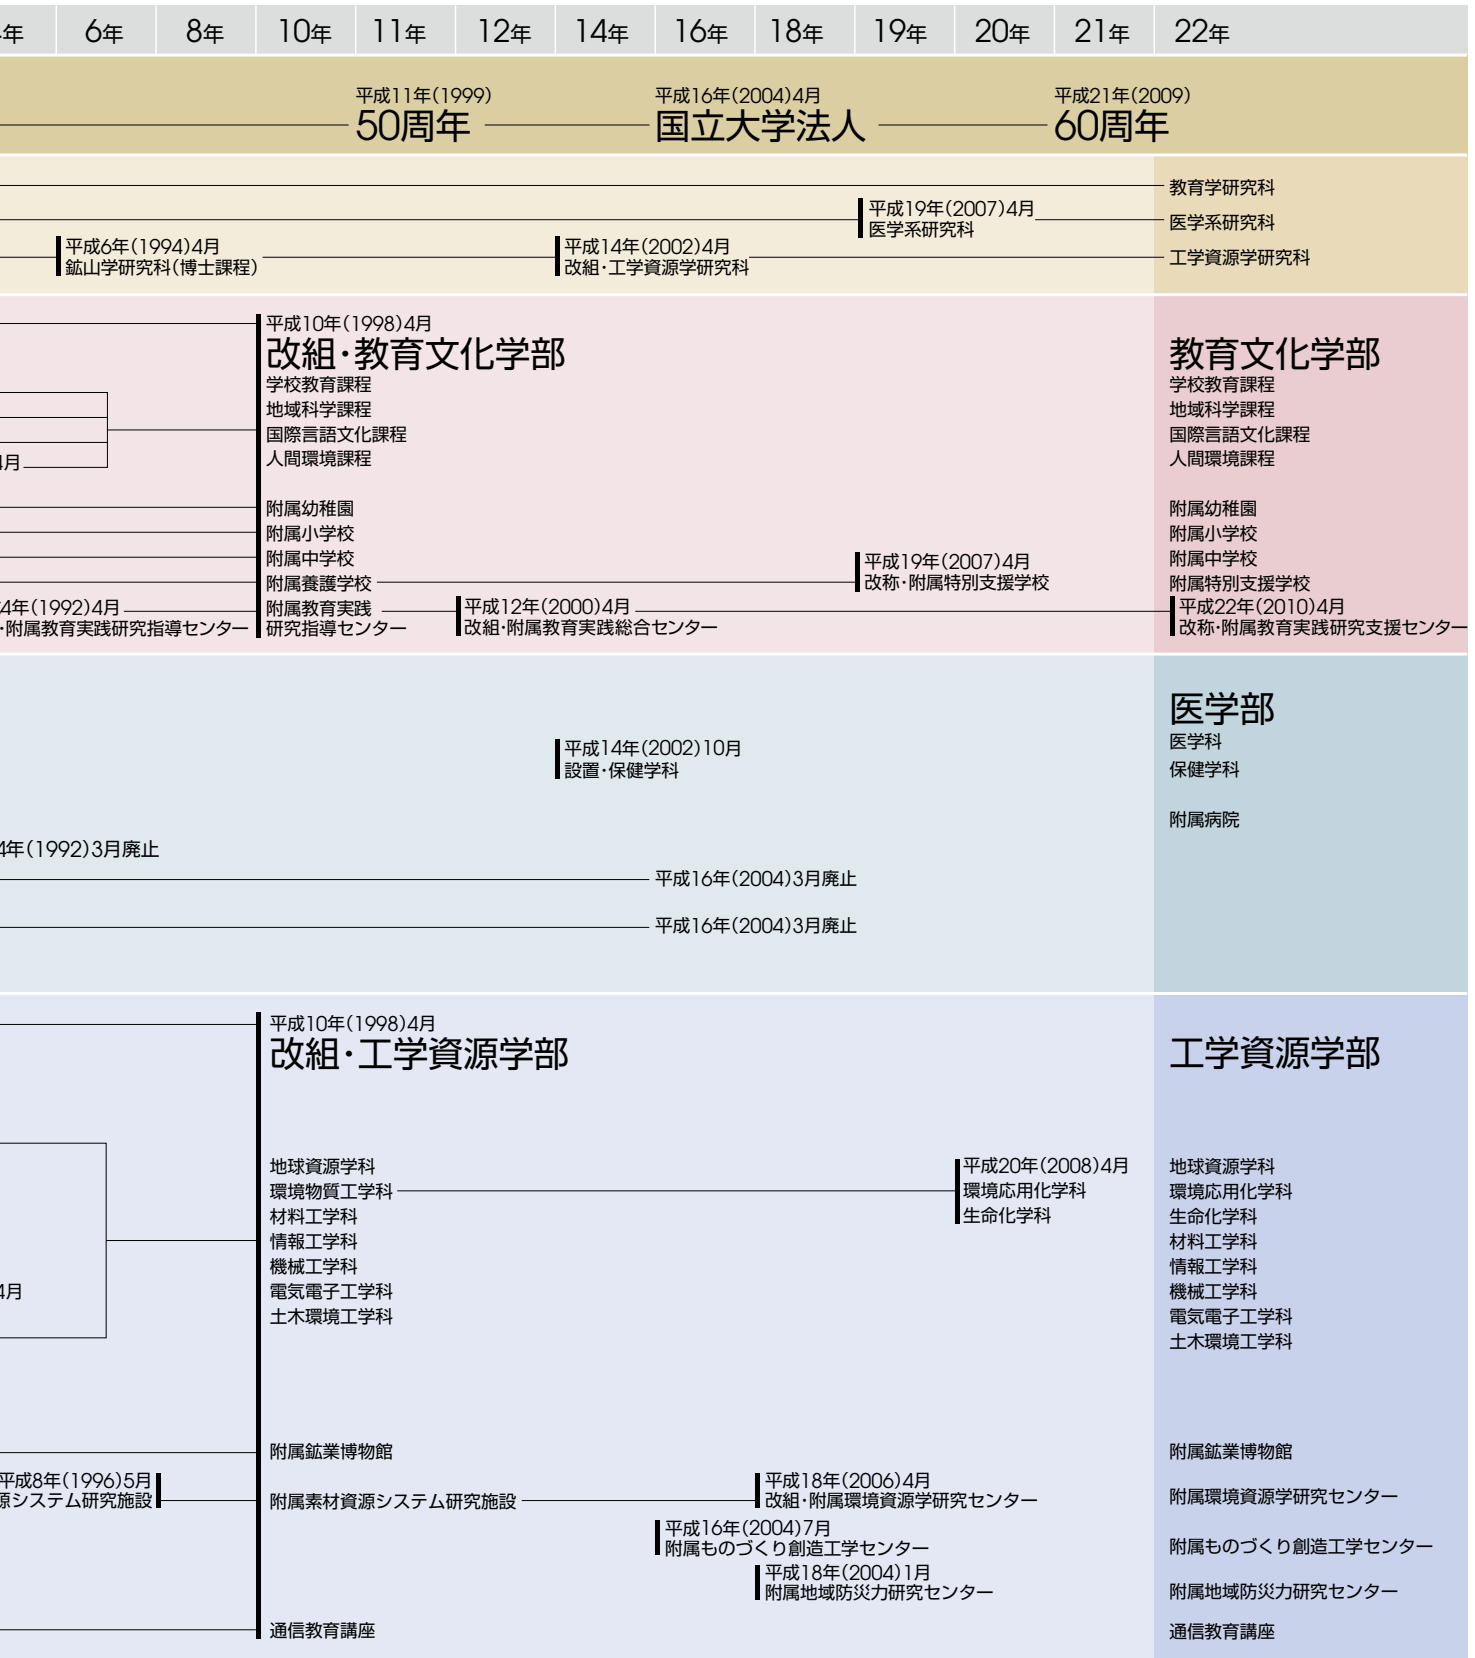 年
6年
8年
10年
11年
12年
14年
16年
18年
19年
20年
21年
22年
平成11年(1999)
50周年
平成16年(2004)4月
国立大学法人
平成21年(2009)
60周年
教育学研究科
平成19年(2007)4月
医学系研究科
医学系研究科
平成6年(1994)4月
鉱山学研究科(博士課程)
平成14年(2002)4月
改組・工学資源学研究科
工学資源学研究科
平成10年(1998)4月
改組・教育文化学部
学校教育課程
地域科学課程
国際言語文化課程
人間環境課程
月
附属幼稚園
附属小学校
附属中学校
附属養護学校
平成19年(2007)4月
改称・附属特別支援学校
4年(1992)4月
・附属教育実践研究指導センター
附属教育実践
研究指導センター
平成12年(2000)4月
改組・附属教育実践総合センター
教育文化学部
学校教育課程
地域科学課程
国際言語文化課程
人間環境課程
附属幼稚園
附属小学校
附属中学校
附属特別支援学校
平成22年(2010)4月
改称・附属教育実践研究支援センター
平成14年(2002)10月
設置・保健学科
4年(1992)3月廃止
平成16年(2004)3月廃止
平成16年(2004)3月廃止
医学部
医学科
保健学科
附属病院
平成10年(1998)4月
改組・工学資源学部
地球資源学科
環境物質工学科
材料工学科
情報工学科
機械工学科
電気電子工学科
土木環境工学科
4月
平成20年(2008)4月
環境応用化学科
生命化学科
附属鉱業博物館
平成8年(1996)5月
源システム研究施設
附属素材資源システム研究施設
平成18年(2006)4月
改組・附属環境資源学研究センター
平成16年(2004)7月
附属ものづくり創造工学センター
平成18年(2004)1月
附属地域防災力研究センター
通信教育講座
工学資源学部
地球資源学科
環境応用化学科
生命化学科
材料工学科
情報工学科
機械工学科
電気電子工学科
土木環境工学科
附属鉱業博物館
附属環境資源学研究センター
附属ものづくり創造工学センター
附属地域防災力研究センター
通信教育講座